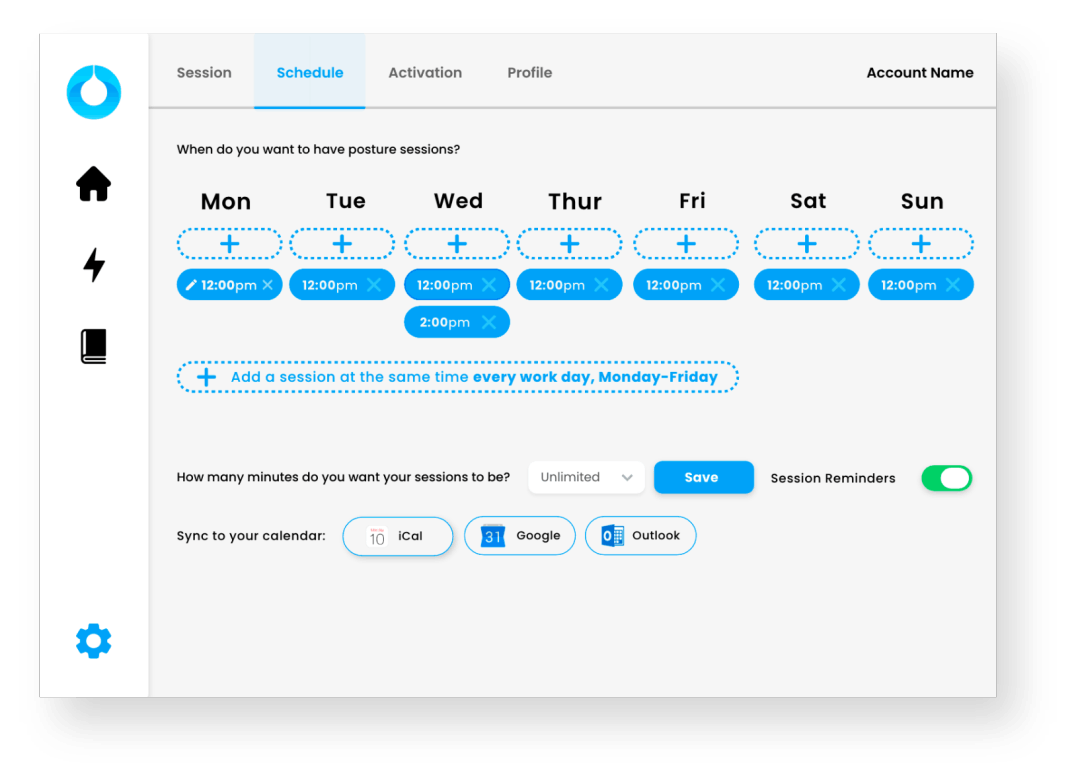 Session Schedule Activation Profile Account Name
When do you want to have posture sessions?
Mon Tue Wed Thur Fri Sat Sun
12:00pm 12:00pm 12:00pm 12:00pm 12:00pm 12:00pm 12:00pm
2:00pm
Add a session at the same time every work day, Monday-Friday
How many minutes do you want your sessions to be? Unlimited Save Session Reminders
Sync to your calendar: 10 iCal 31 Google O Outlook